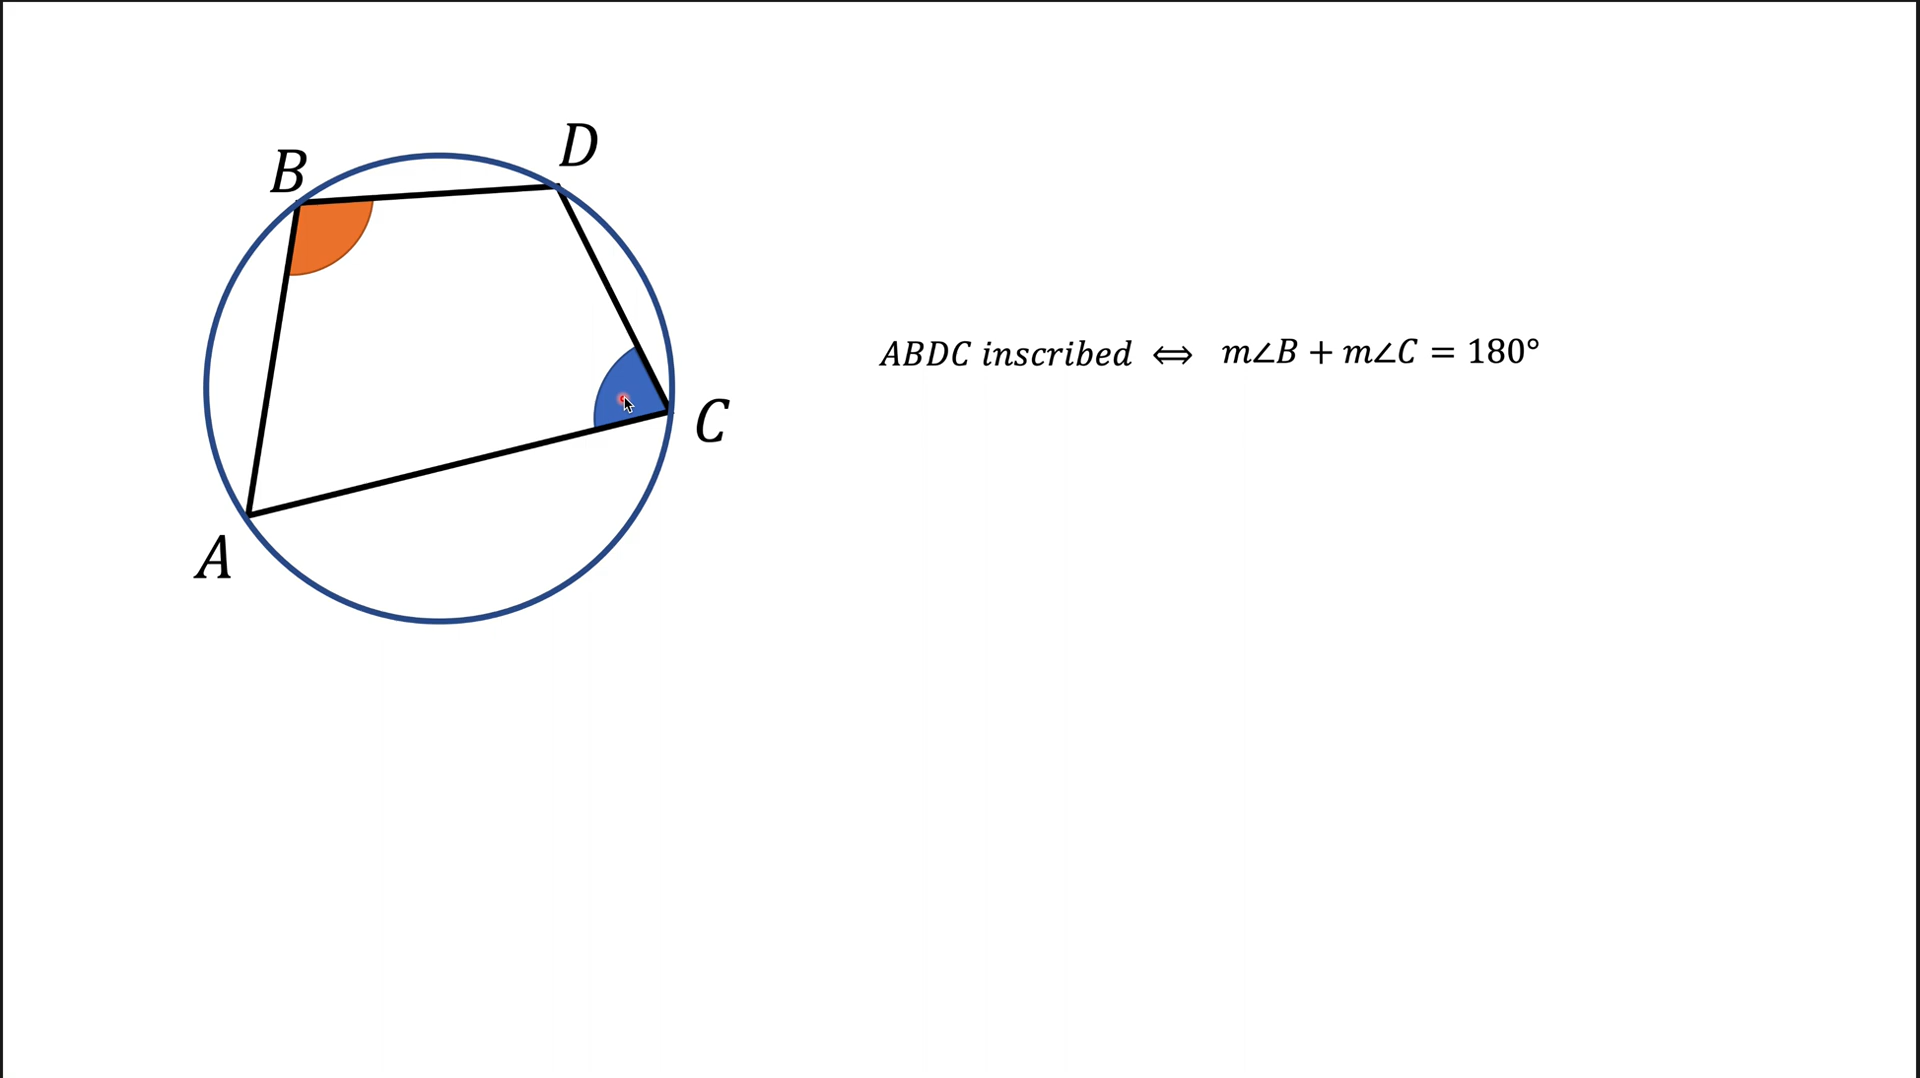 B
D
ABDC inscribed ⟺ m∠B + m∠C = 180°
C
A